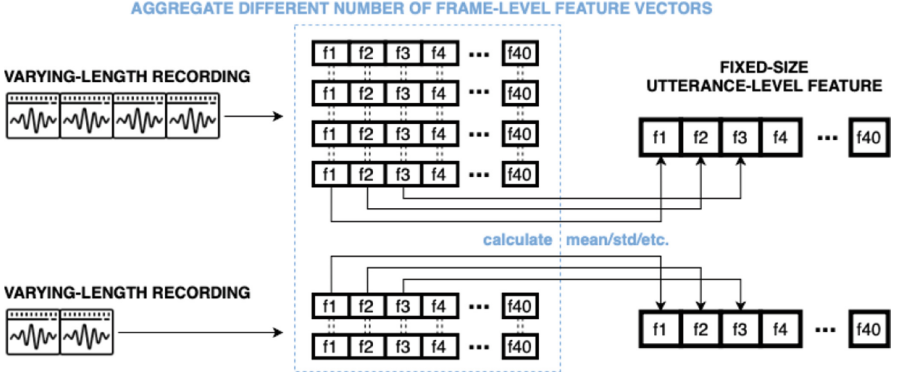 AGGREGATE DIFFERENT NUMBER OF FRAME-LEVEL FEATURE VECTORS
VARYING-LENGTH RECORDING
f1 f2 f3 f4 ... f40
f1 f2 f3 f4 ... f40
f1 f2 f3 f4 ... f40
f1 f2 f3 f4 ... f40
FIXED-SIZE
UTTERANCE-LEVEL FEATURE
f1 f2 f3 f4 ... f40
calculate mean/std/etc.
VARYING-LENGTH RECORDING
f1 f2 f3 f4 ... f40
f1 f2 f3 f4 ... f40
f1 f2 f3 f4 ... f40